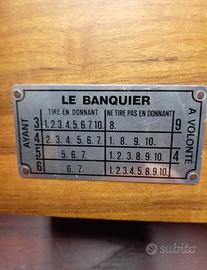 LE BANQUIER
TIRE EN DONNANT NE TIRE PAS EN DONNANT
AYANT
3 1.2.3.4.5.6.7.10. 8. 9
4 2.3.4.5.6.7. 1.8.9.10.
5 5.6.7. 1.2.3.8.9.10. 4
6 6.7. 1.2.3.4.5.8.9.10.
A VOLONTÉ
subito